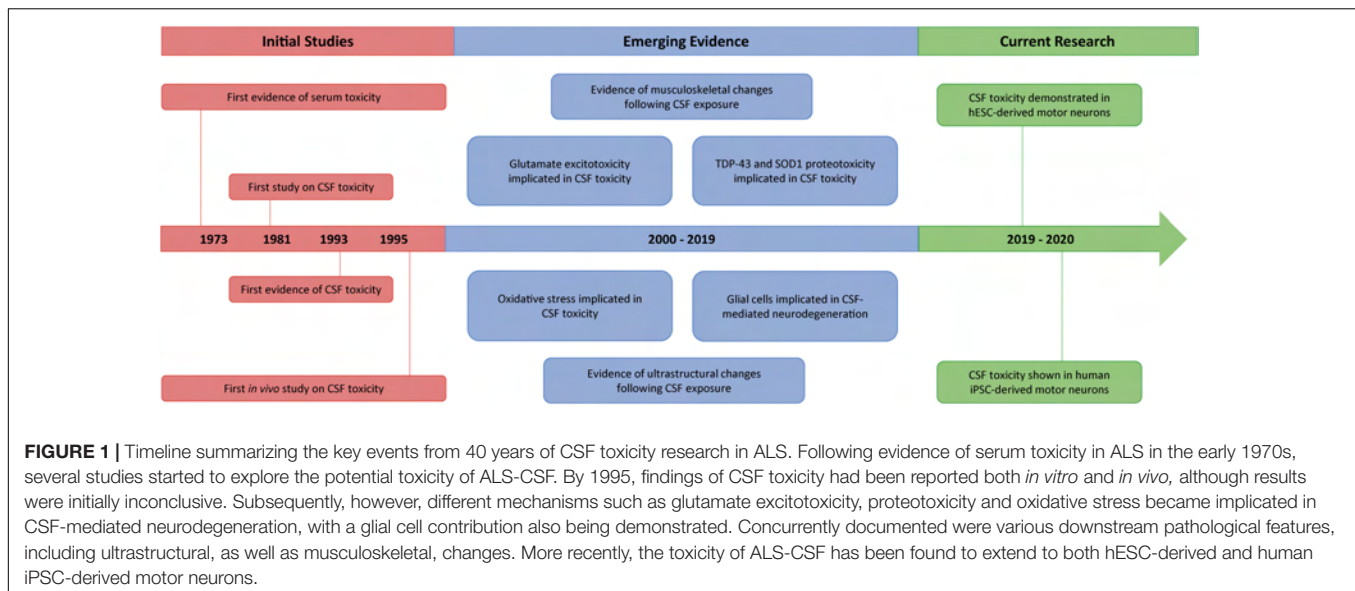 Initial Studies
Emerging Evidence
Current Research
First evidence of serum toxicity
Evidence of musculoskeletal changes
following CSF exposure
CSF toxicity demonstrated in
hESC-derived motor neurons
Glutamate excitotoxicity
implicated in CSF toxicity
TDP-43 and SOD1 proteotoxicity
implicated in CSF toxicity
First study on CSF toxicity
1973
1981
1993
1995
2000 - 2019
2019 - 2020
First evidence of CSF toxicity
Oxidative stress implicated in
CSF toxicity
Glial cells implicated in CSF-
mediated neurodegeneration
First in vivo study on CSF toxicity
Evidence of ultrastructural changes
following CSF exposure
CSF toxicity shown in human
iPSC-derived motor neurons
FIGURE 1 | Timeline summarizing the key events from 40 years of CSF toxicity research in ALS. Following evidence of serum toxicity in ALS in the early 1970s,
several studies started to explore the potential toxicity of ALS-CSF. By 1995, findings of CSF toxicity had been reported both in vitro and in vivo, although results
were initially inconclusive. Subsequently, however, different mechanisms such as glutamate excitotoxicity, proteotoxicity and oxidative stress became implicated in
CSF-mediated neurodegeneration, with a glial cell contribution also being demonstrated. Concurrently documented were various downstream pathological features,
including ultrastructural, as well as musculoskeletal, changes. More recently, the toxicity of ALS-CSF has been found to extend to both hESC-derived and human
iPSC-derived motor neurons.